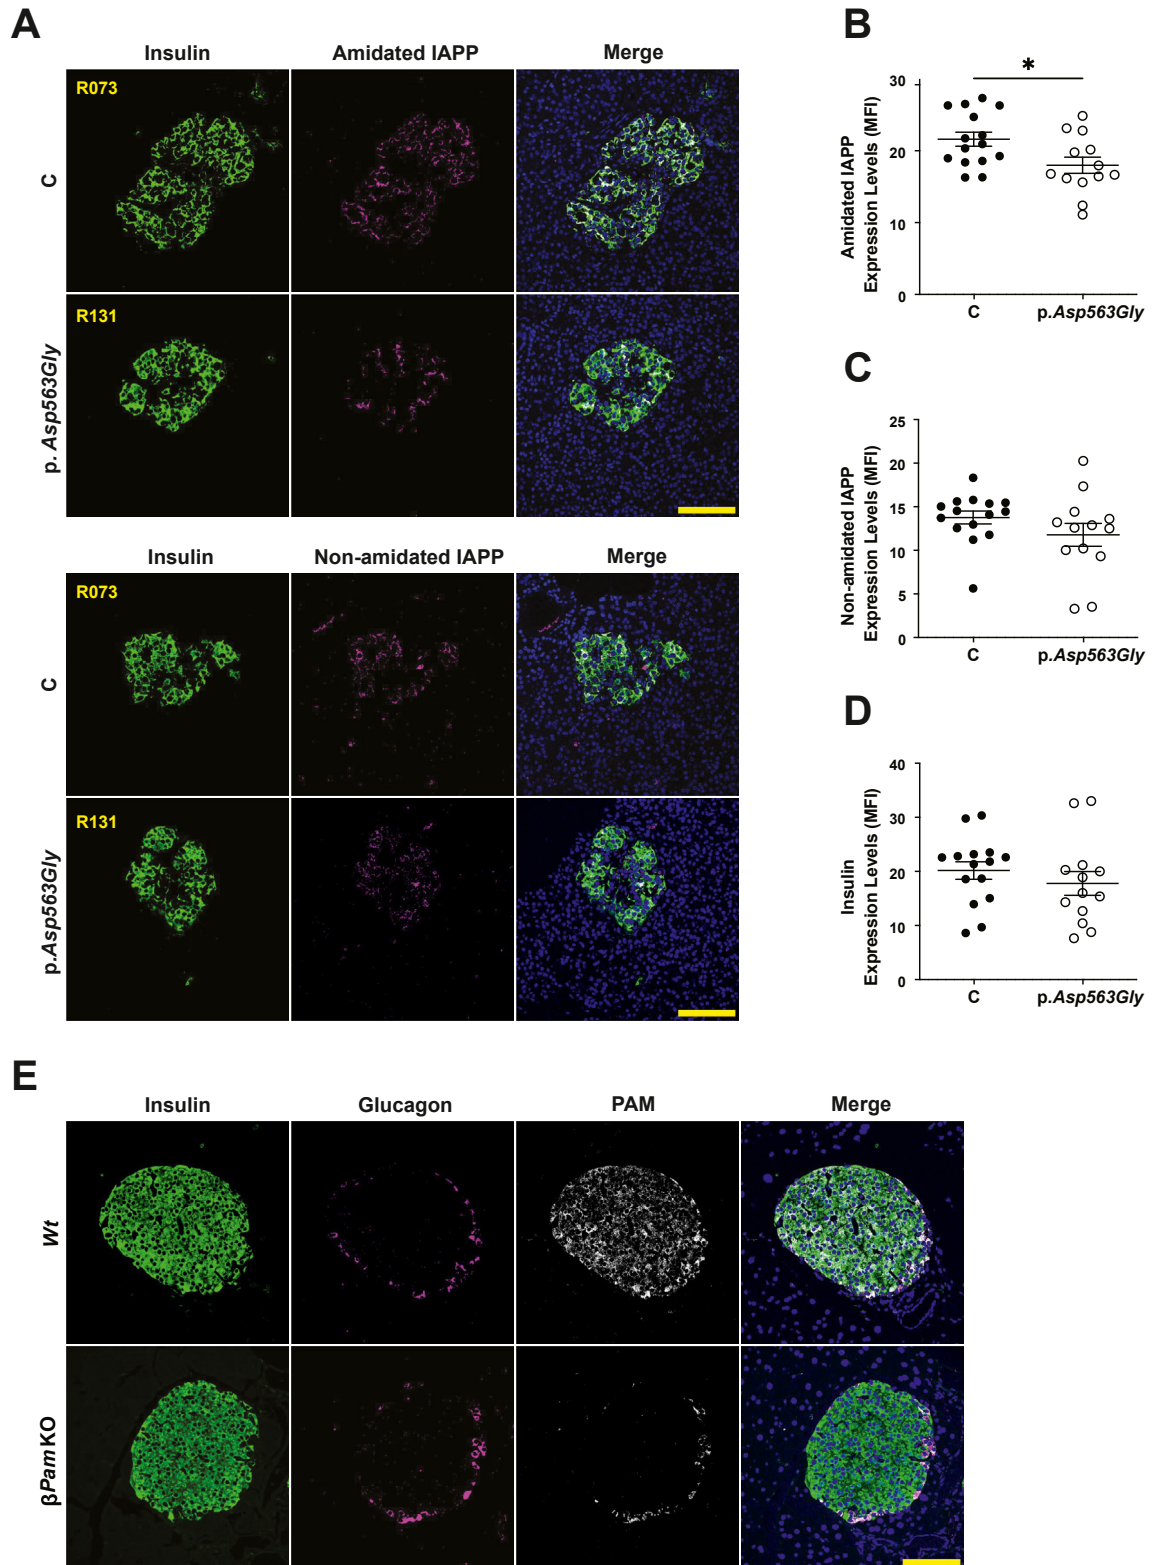 A
Insulin Amidated IAPP Merge
C
R073
p. Asp563Gly
R131
Insulin Non-amidated IAPP Merge
C
R073
p.Asp563Gly
R131
B
Amidated IAPP
Expression Levels (MFI)
30
20
10
0
*
C p.Asp563Gly
C
Non-amidated IAPP
Expression Levels (MFI)
25
20
15
10
5
0
C p.Asp563Gly
D
Insulin
Expression Levels (MFI)
40
30
20
10
0
C p.Asp563Gly
E
Insulin Glucagon PAM Merge
Wt
βPamKO